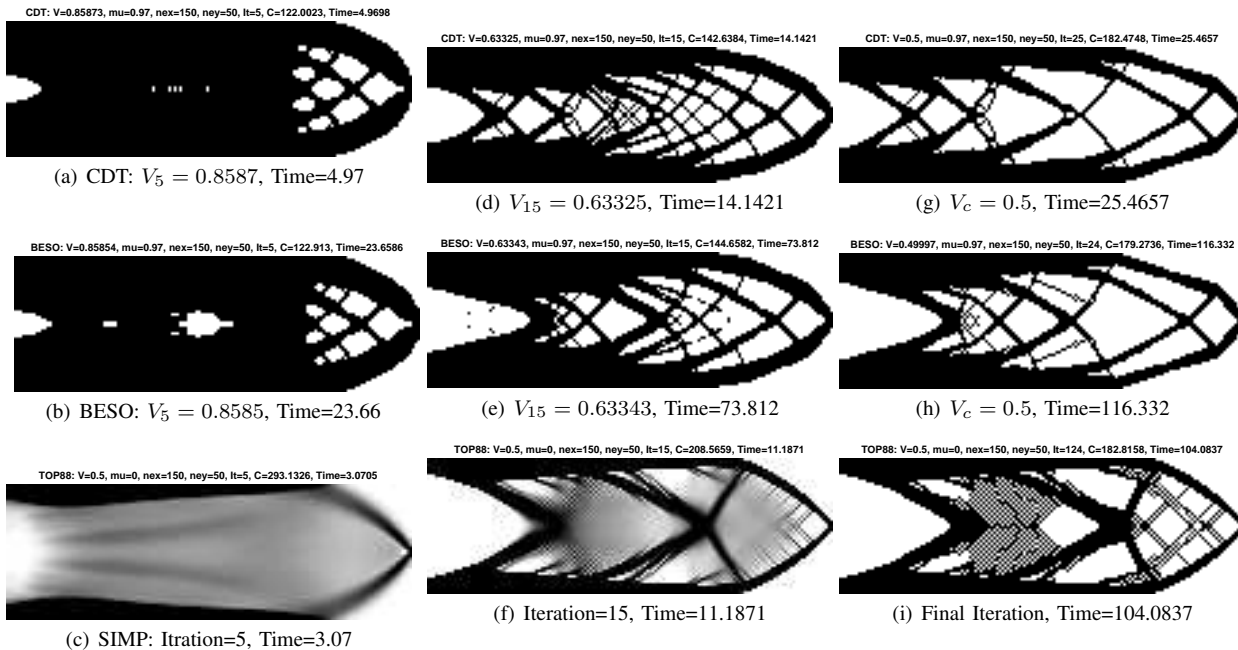 CDT: V=0.85873, mu=0.97, nex=150, ney=50, It=5, C=122.0023, Time=4.9698
(a) CDT: V5 = 0.8587, Time=4.97
CDT: V=0.63325, mu=0.97, nex=150, ney=50, It=15, C=142.6384, Time=14.1421
(d) V15 = 0.63325, Time=14.1421
CDT: V=0.5, mu=0.97, nex=150, ney=50, It=25, C=182.4748, Time=25.4657
(g) Vc = 0.5, Time=25.4657
BESO: V=0.85854, mu=0.97, nex=150, ney=50, It=5, C=122.913, Time=23.6586
(b) BESO: V5 = 0.8585, Time=23.66
BESO: V=0.63343, mu=0.97, nex=150, ney=50, It=15, C=144.6582, Time=73.812
(e) V15 = 0.63343, Time=73.812
BESO: V=0.49997, mu=0.97, nex=150, ney=50, It=24, C=179.2736, Time=116.332
(h) Vc = 0.5, Time=116.332
TOP88: V=0.5, mu=0, nex=150, ney=50, It=5, C=293.1326, Time=3.0705
(c) SIMP: Itration=5, Time=3.07
TOP88: V=0.5, mu=0, nex=150, ney=50, It=15, C=208.5659, Time=11.1871
(f) Iteration=15, Time=11.1871
TOP88: V=0.5, mu=0, nex=150, ney=50, It=124, C=182.8158, Time=104.0837
(i) Final Iteration, Time=104.0837